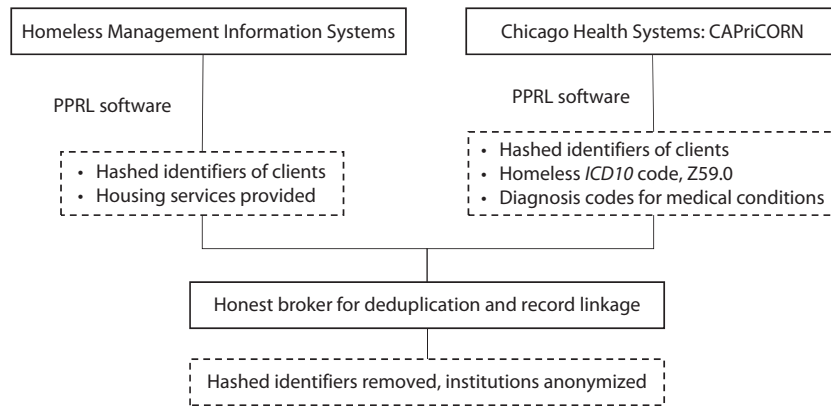 Homeless Management Information Systems
Chicago Health Systems: CAPriCORN
PPRL software
PPRL software
• Hashed identifiers of clients
• Housing services provided
• Hashed identifiers of clients
• Homeless ICD10 code, Z59.0
• Diagnosis codes for medical conditions
Honest broker for deduplication and record linkage
Hashed identifiers removed, institutions anonymized